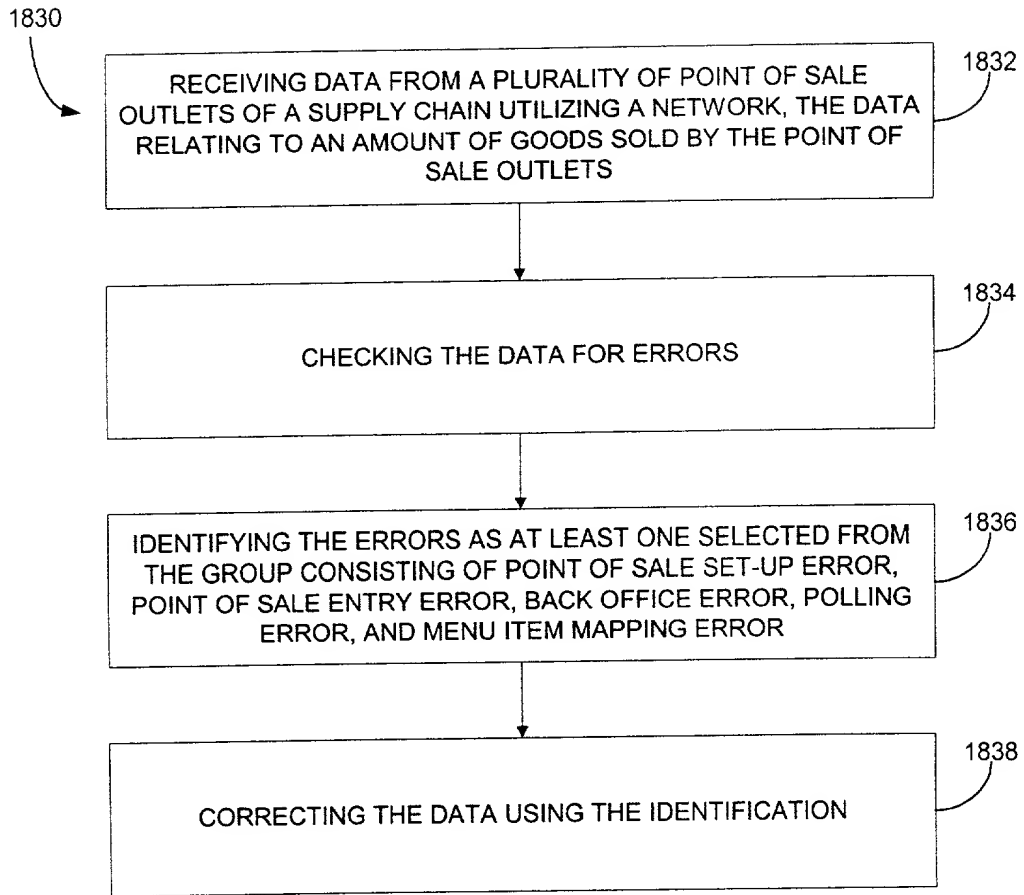 1830
RECEIVING DATA FROM A PLURALITY OF POINT OF SALE
OUTLETS OF A SUPPLY CHAIN UTILIZING A NETWORK, THE DATA
RELATING TO AN AMOUNT OF GOODS SOLD BY THE POINT OF
SALE OUTLETS
1832
CHECKING THE DATA FOR ERRORS
1834
IDENTIFYING THE ERRORS AS AT LEAST ONE SELECTED FROM
THE GROUP CONSISTING OF POINT OF SALE SET-UP ERROR,
POINT OF SALE ENTRY ERROR, BACK OFFICE ERROR, POLLING
ERROR, AND MENU ITEM MAPPING ERROR
1836
CORRECTING THE DATA USING THE IDENTIFICATION
1838